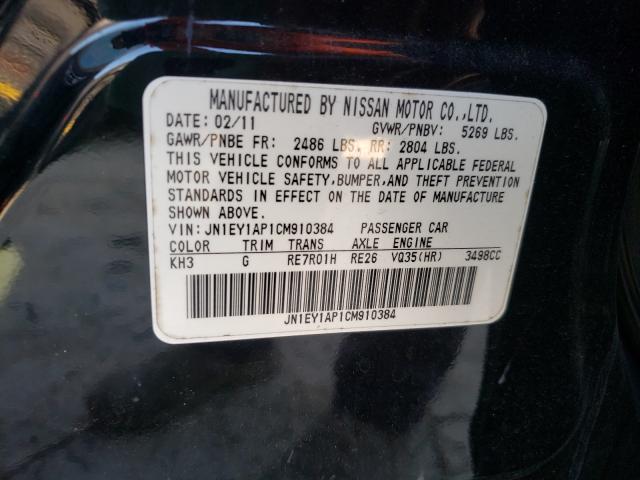 MANUFACTURED BY NISSAN MOTOR CO.,LTD.
DATE: 02/11 GVWR/PNBV: 5269 LBS.
GAWR/PNBE FR: 2486 LBS. RR: 2804 LBS.
THIS VEHICLE CONFORMS TO ALL APPLICABLE FEDERAL
MOTOR VEHICLE SAFETY,BUMPER,AND THEFT PREVENTION
STANDARDS IN EFFECT ON THE DATE OF MANUFACTURE
SHOWN ABOVE.
VIN: JN1EY1AP1CM910384 PASSENGER CAR
COLOR TRIM TRANS AXLE ENGINE
KH3 G RE7R01H RE26 VQ35(HR) 3498CC
JN1EY1AP1CM910384